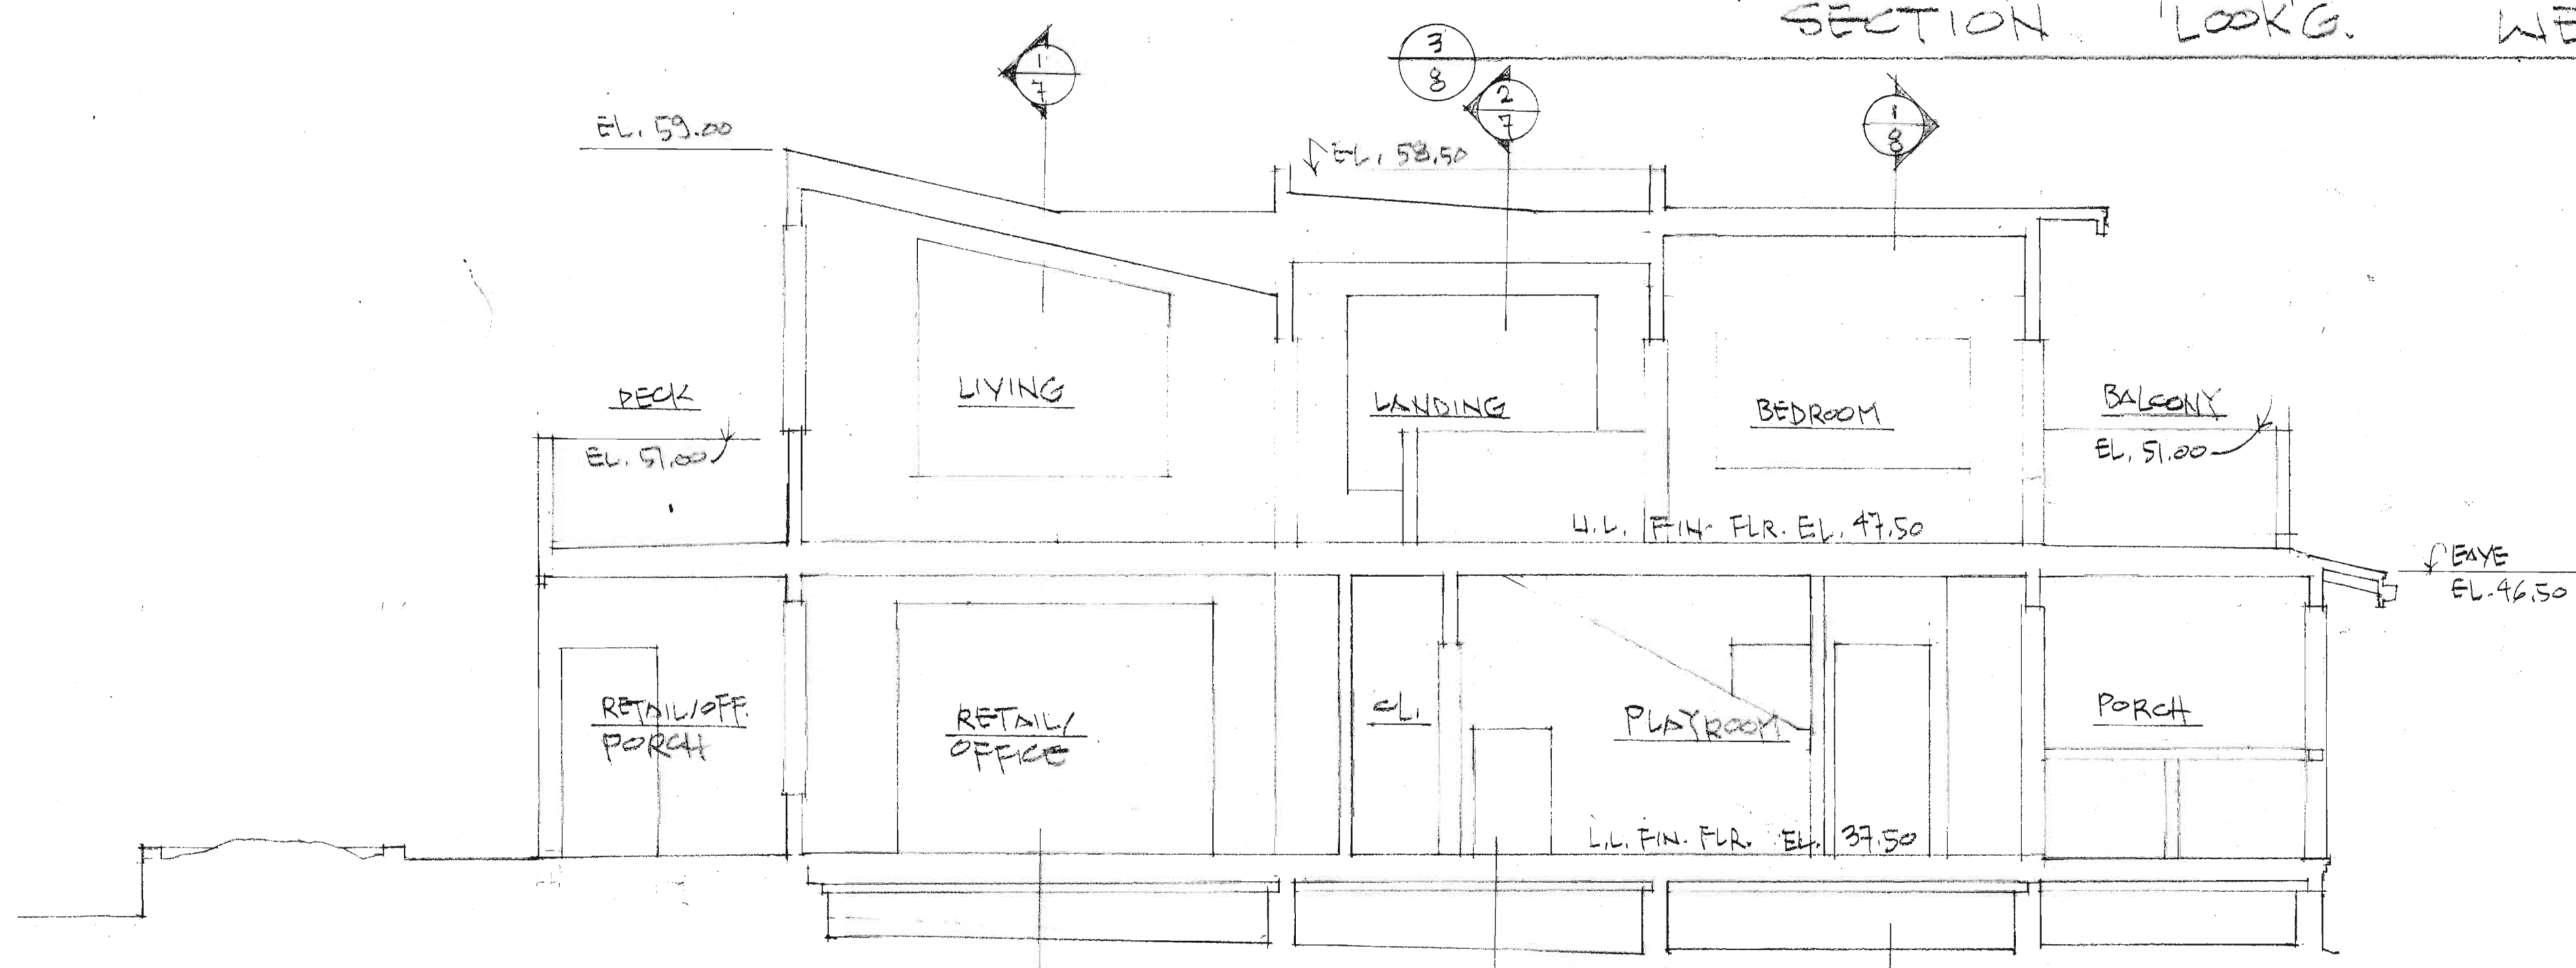 SECTION LOOK'G. WE
3
8
1
7
2
7
1
8
EL. 59.00
EL. 58.50
DECK
EL. 51.00
LIVING
LANDING
BEDROOM
BALCONY
EL. 51.00
U.L. FIN. FLR. EL. 47.50
EAVE
EL. 46.50
RETAIL/OFF.
PORCH
RETAIL/
OFFICE
CL.
PLAYROOM
PORCH
L.L. FIN. FLR. EL. 37.50